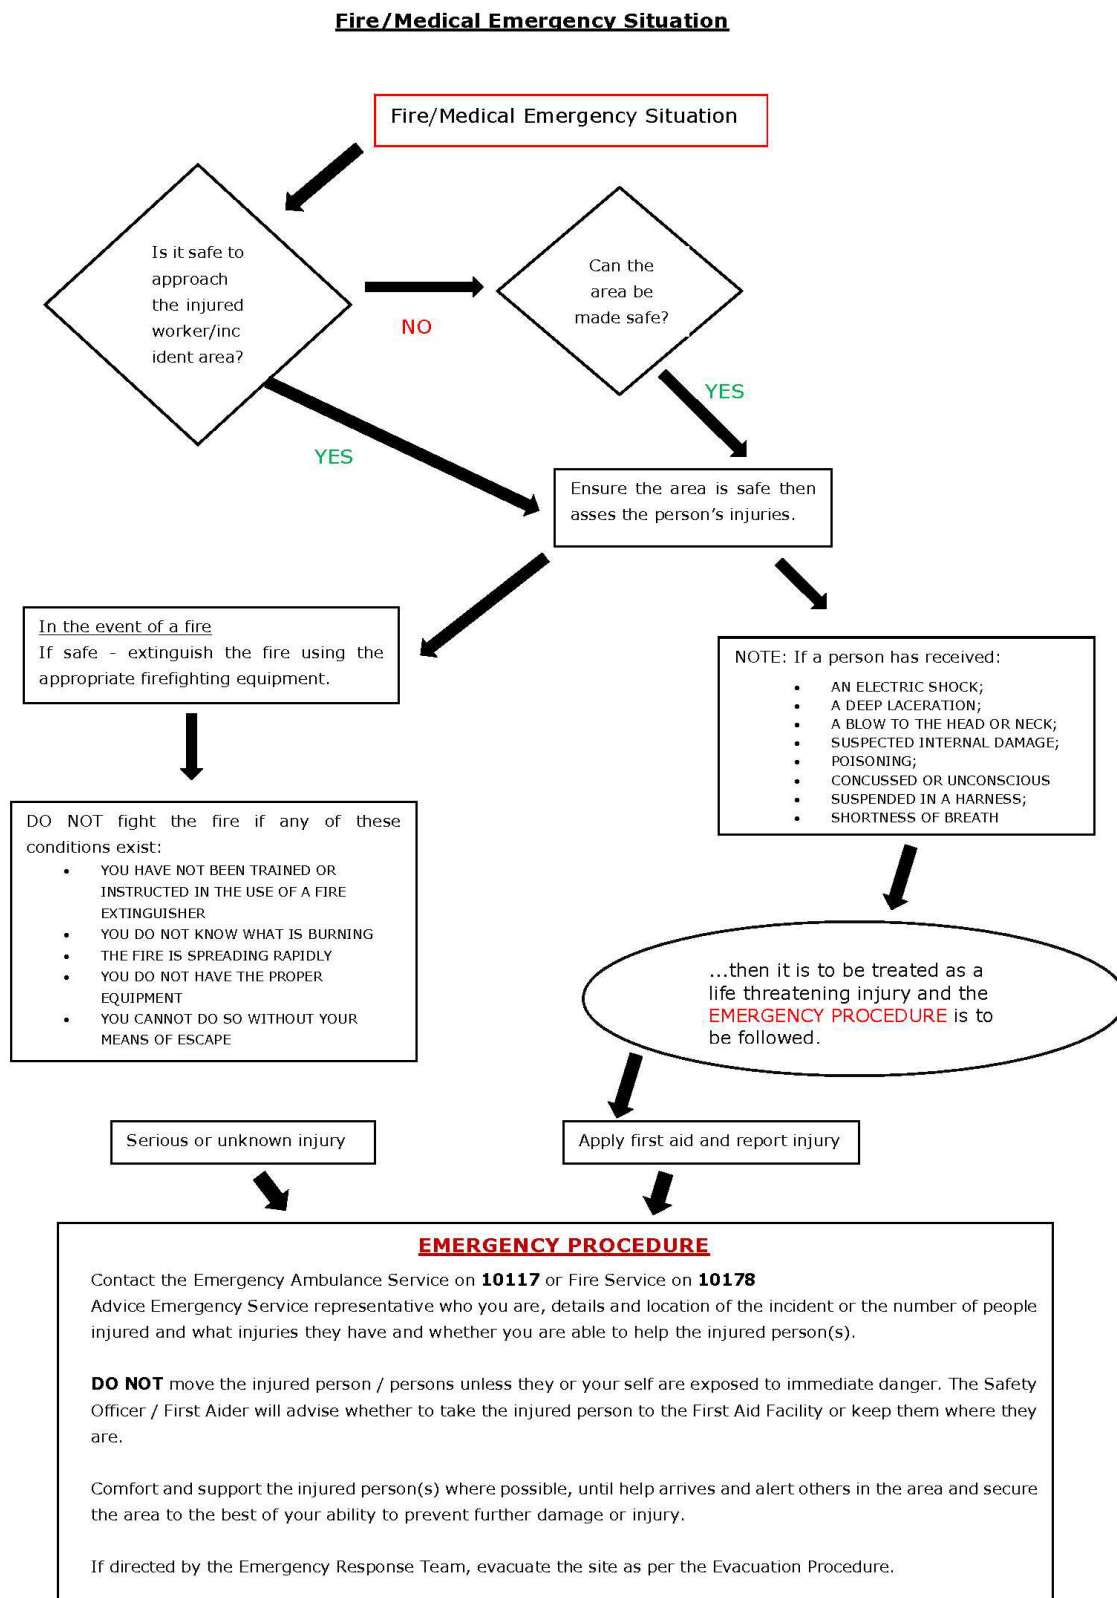 Fire/Medical Emergency Situation
Fire/Medical Emergency Situation
Is it safe to
approach
the injured
worker/inc
ident area?
NO
Can the
area be
made safe?
YES
YES
Ensure the area is safe then
asses the person's injuries.
In the event of a fire
If safe - extinguish the fire using the
appropriate firefighting equipment.
NOTE: If a person has received:
• AN ELECTRIC SHOCK;
• A DEEP LACERATION;
• A BLOW TO THE HEAD OR NECK;
• SUSPECTED INTERNAL DAMAGE;
• POISONING;
• CONCUSSED OR UNCONSCIOUS
• SUSPENDED IN A HARNESS;
• SHORTNESS OF BREATH
DO NOT fight the fire if any of these
conditions exist:
• YOU HAVE NOT BEEN TRAINED OR
INSTRUCTED IN THE USE OF A FIRE
EXTINGUISHER
• YOU DO NOT KNOW WHAT IS BURNING
• THE FIRE IS SPREADING RAPIDLY
• YOU DO NOT HAVE THE PROPER
EQUIPMENT
• YOU CANNOT DO SO WITHOUT YOUR
MEANS OF ESCAPE
...then it is to be treated as a
life threatening injury and the
EMERGENCY PROCEDURE is to
be followed.
Serious or unknown injury
Apply first aid and report injury
EMERGENCY PROCEDURE
Contact the Emergency Ambulance Service on 10117 or Fire Service on 10178
Advice Emergency Service representative who you are, details and location of the incident or the number of people
injured and what injuries they have and whether you are able to help the injured person(s).
DO NOT move the injured person / persons unless they or your self are exposed to immediate danger. The Safety
Officer / First Aider will advise whether to take the injured person to the First Aid Facility or keep them where they
are.
Comfort and support the injured person(s) where possible, until help arrives and alert others in the area and secure
the area to the best of your ability to prevent further damage or injury.
If directed by the Emergency Response Team, evacuate the site as per the Evacuation Procedure.